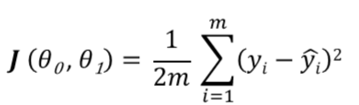 J (θ₀, θ₁) = 1/2m ∑_{i=1}^{m} (yᵢ − ŷᵢ)²